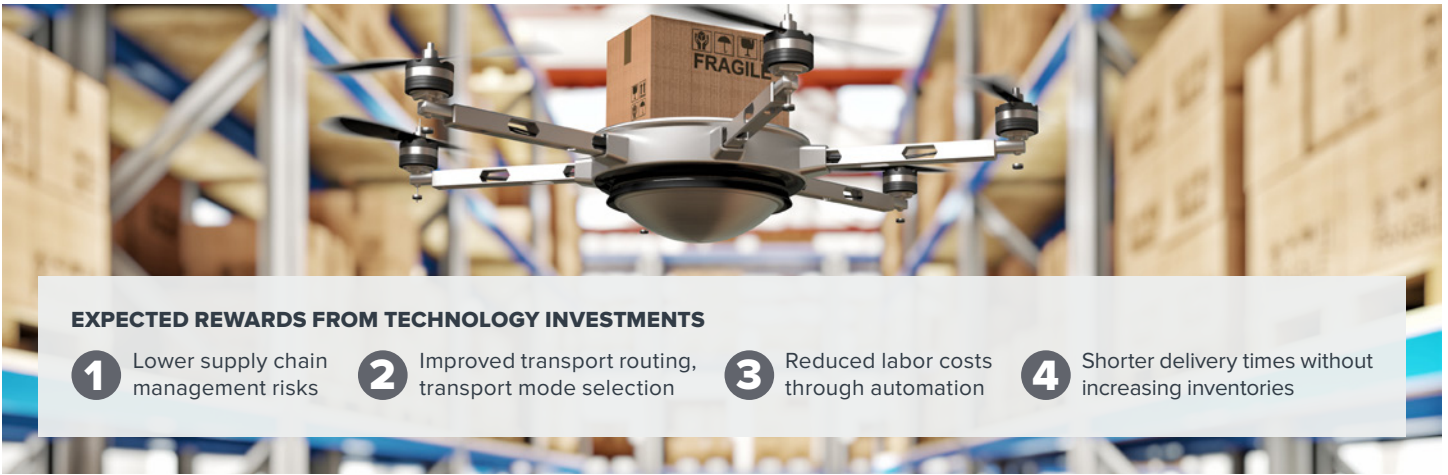 FRAGILE
EXPECTED REWARDS FROM TECHNOLOGY INVESTMENTS
1 Lower supply chain
management risks
2 Improved transport routing,
transport mode selection
3 Reduced labor costs
through automation
4 Shorter delivery times without
increasing inventories